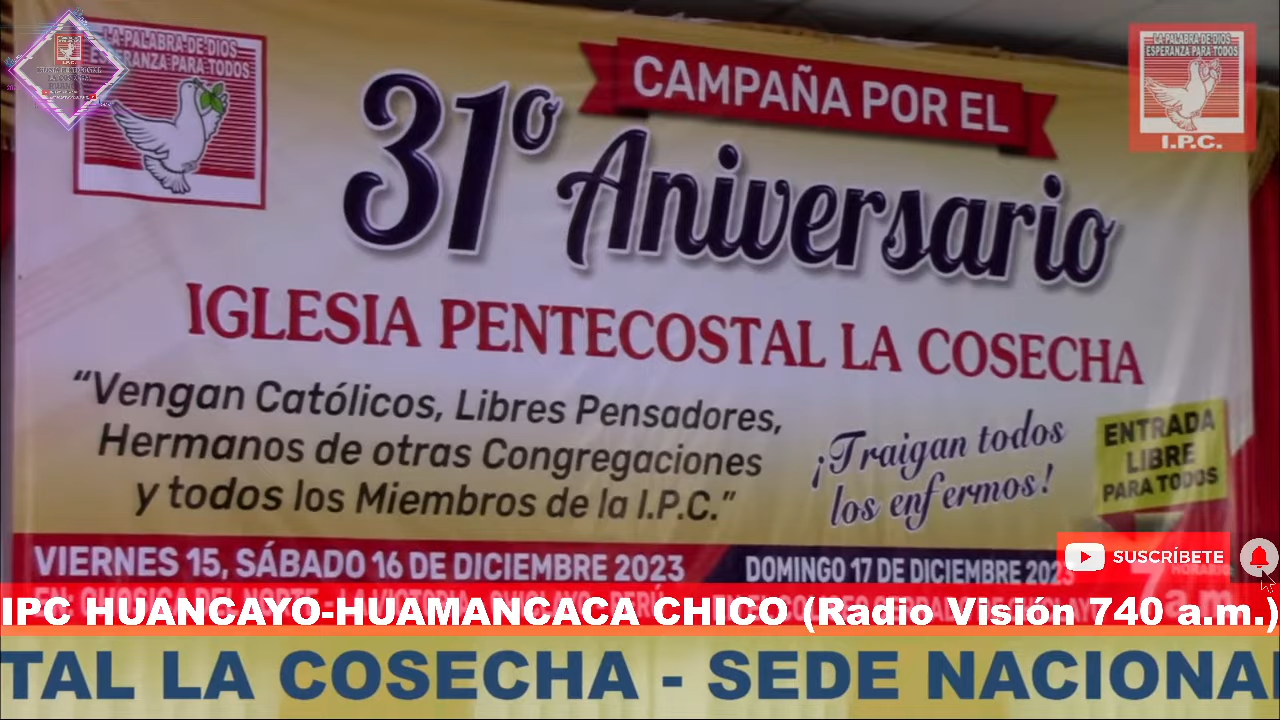 LA PALABRA DE DIOS
ESPERANZA PARA TODOS
LA PALABRA DE DIOS
ESPERANZA PARA TODOS
I.P.C.
CAMPAÑA POR EL
31º Aniversario
IGLESIA PENTECOSTAL LA COSECHA
“Vengan Católicos, Libres Pensadores,
Hermanos de otras Congregaciones
y todos los Miembros de la I.P.C.”
¡Traigan todos
los enfermos!
ENTRADA
LIBRE
PARA TODOS
VIERNES 15, SÁBADO 16 DE DICIEMBRE 2023
DOMINGO 17 DE DICIEMBRE 2023
SUSCRÍBETE
IPC HUANCAYO-HUAMANCACA CHICO (Radio Visión 740 a.m.)
TAL LA COSECHA - SEDE NACIONAL